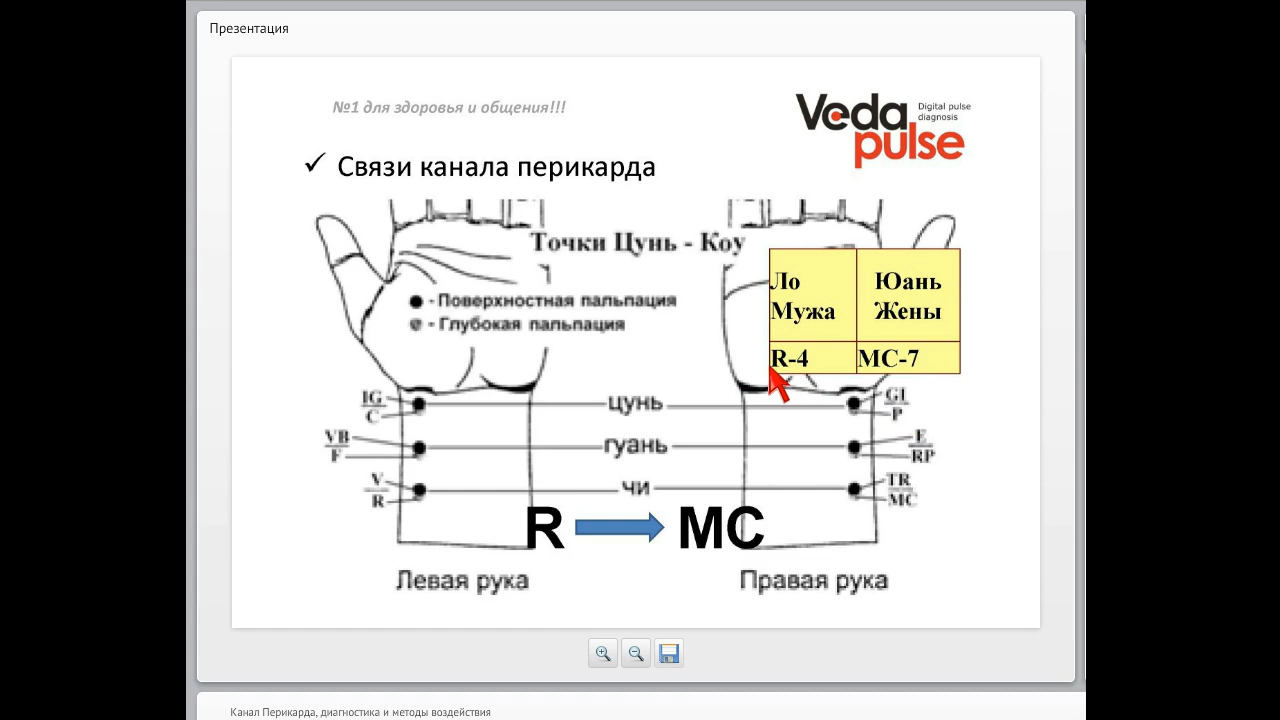 Презентация
№1 для здоровья и общения!!!
Veda
pulse
Digital pulse
diagnosis
✓ Связи канала перикарда
Точки Цунь - Коу
- Поверхностная пальпация
- Глубокая пальпация
Ло
Мужа
Юань
Жены
R-4
MC-7
IG
C
цунь
GI
P
VB
F
гуань
E
RP
V
R
чи
TR
MC
R
MC
Левая рука
Правая рука
Канал Перикарда, диагностика и методы воздействия